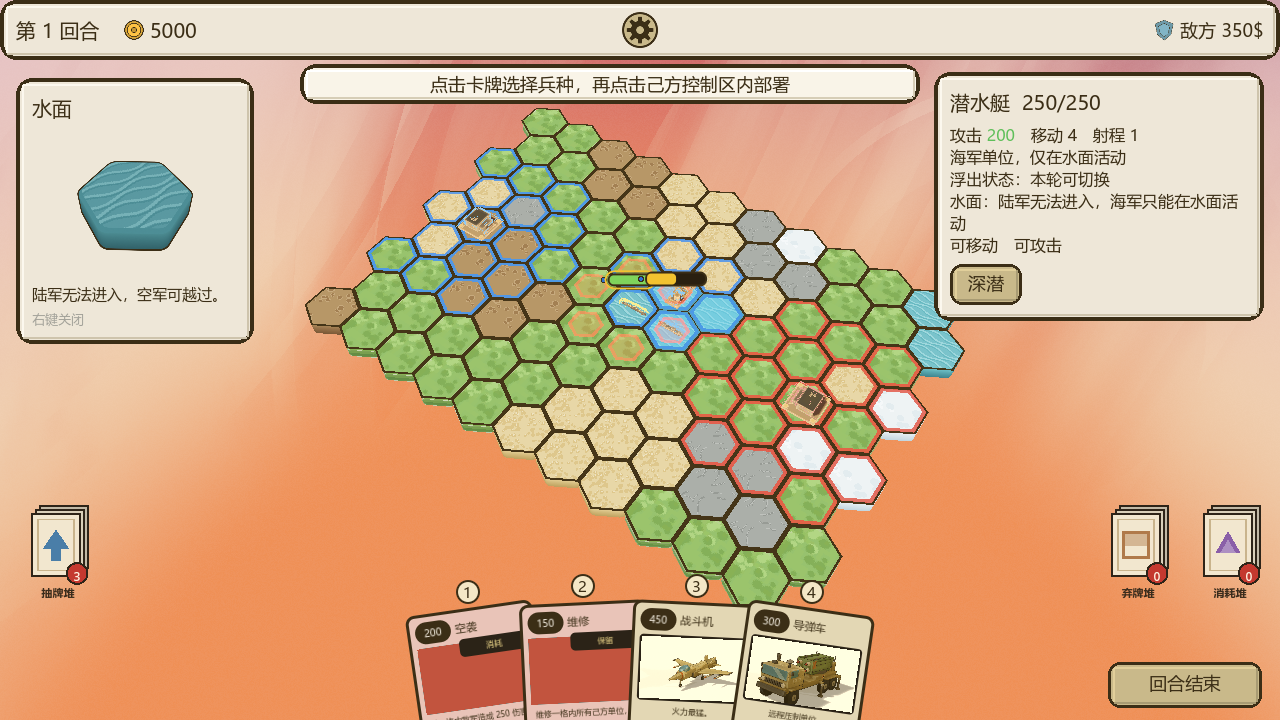 第 1 回合
5000
敌方 350$
点击卡牌选择兵种，再点击己方控制区内部署
水面
陆军无法进入，空军可越过。
右键关闭
潜水艇 250/250
攻击 200 移动 4 射程 1
海军单位，仅在水面活动
浮出状态：本轮可切换
水面：陆军无法进入，海军只能在水面活
动
可移动 可攻击
深潜
3
抽牌堆
0
弃牌堆
0
消耗堆
1
200 空袭
消耗
2
150 维修
保留
维修一格内所有己方单位，
3
450 战斗机
火力最猛。
4
300 导弹车
远程压制单位
回合结束